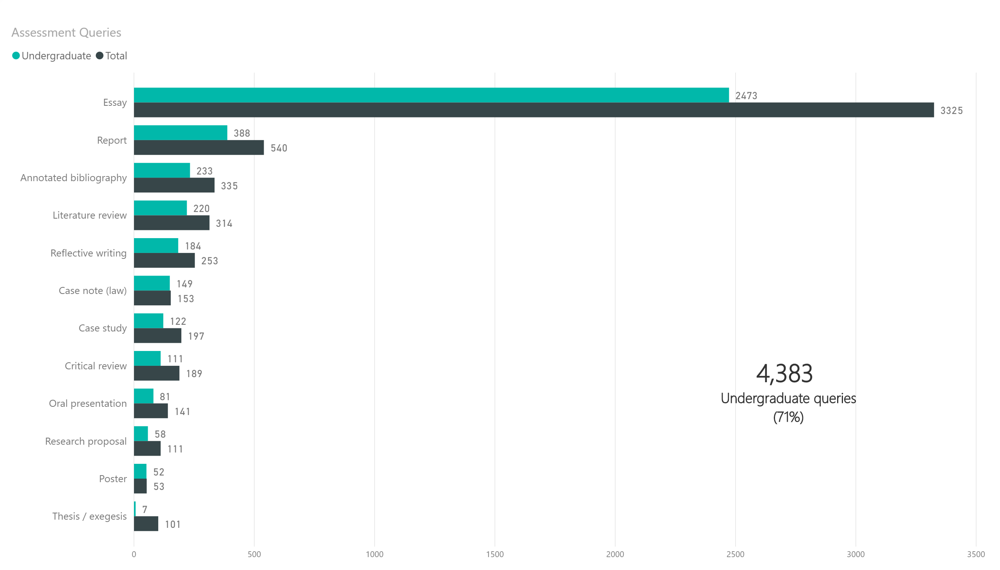 Assessment Queries
Undergraduate Total
Essay 2473
3325
Report 388
540
Annotated bibliography 233
335
Literature review 220
314
Reflective writing 184
253
Case note (law) 149
153
Case study 122
197
Critical review 111
189
Oral presentation 81
141
Research proposal 58
111
Poster 52
53
Thesis / exegesis 7
101
4,383
Undergraduate queries
(71%)
0 500 1000 1500 2000 2500 3000 3500